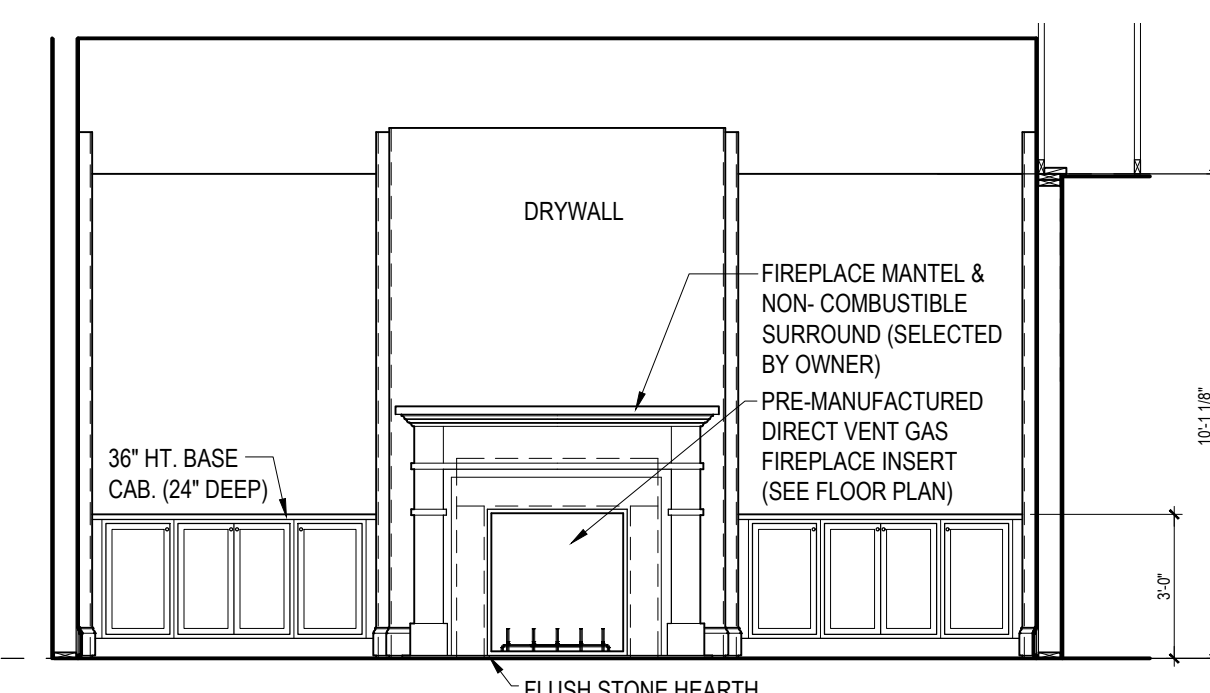 DRYWALL
FIREPLACE MANTEL &
NON- COMBUSTIBLE
SURROUND (SELECTED
BY OWNER)
PRE-MANUFACTURED
DIRECT VENT GAS
FIREPLACE INSERT
(SEE FLOOR PLAN)
36" HT. BASE
CAB. (24" DEEP)
10'-1 1/8"
3'-0"
FLUSH STONE HEARTH